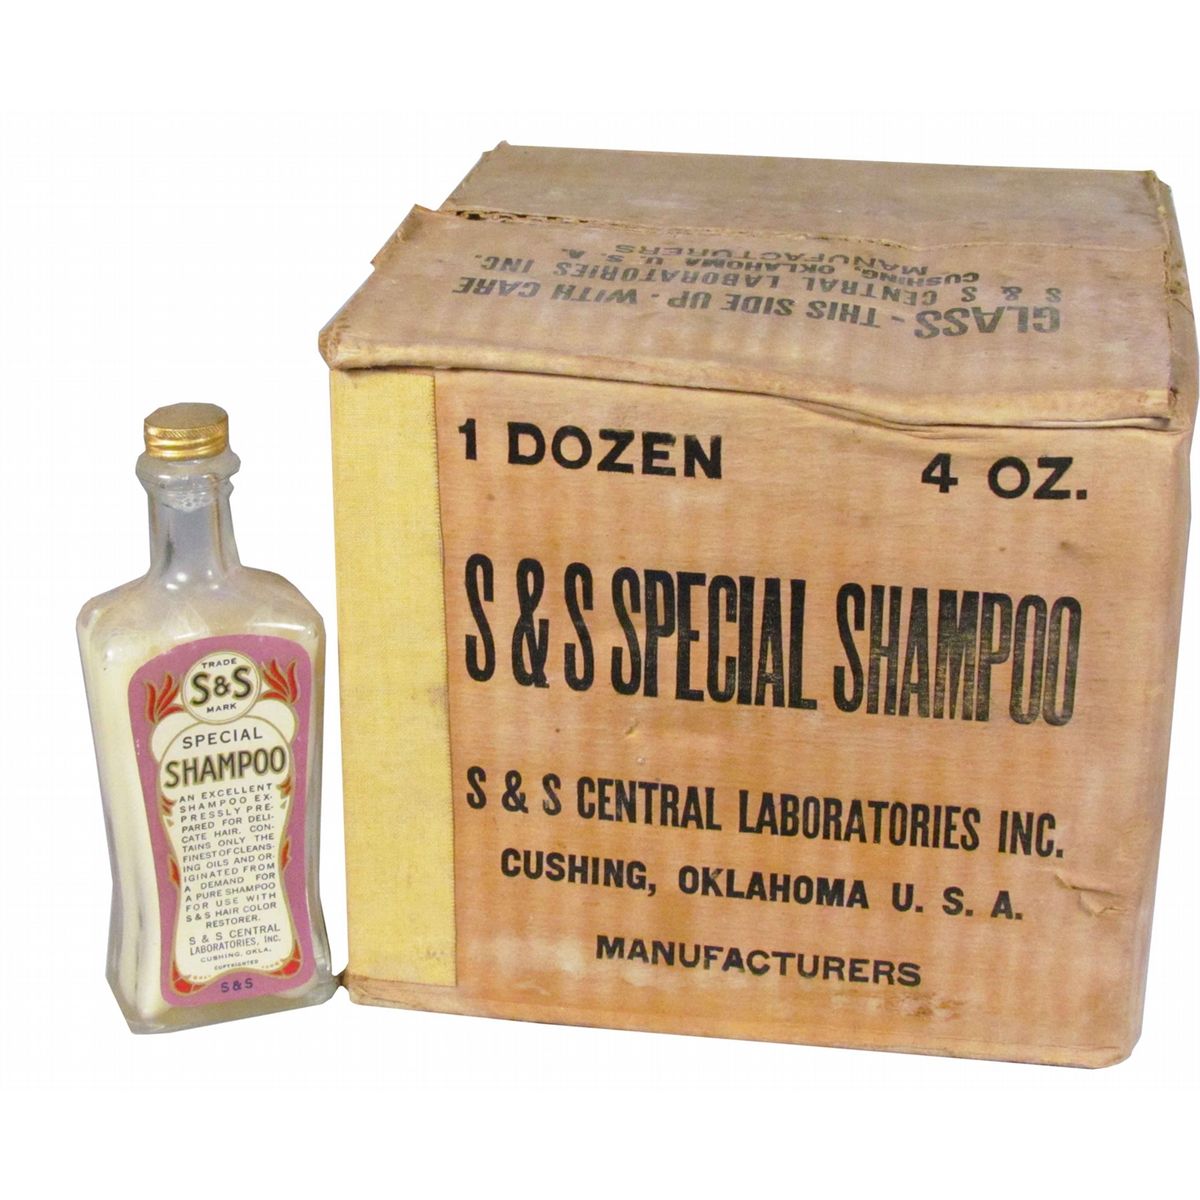 GLASS - THIS SIDE UP - WITH CARE
S & S CENTRAL LABORATORIES INC.
CUSHING, OKLAHOMA U. S. A.
MANUFACTURERS
1 DOZEN 4 OZ.
S & S SPECIAL SHAMPOO
S & S CENTRAL LABORATORIES INC.
CUSHING, OKLAHOMA U. S. A.
MANUFACTURERS
TRADE
S&S
MARK
SPECIAL
SHAMPOO
AN EXCELLENT
SHAMPOO EX-
PRESSLY PRE-
PARED FOR DELI-
CATE HAIR. CON-
TAINS ONLY THE
FINEST OF CLEANS-
ING OILS AND OR-
IGINATED FROM
A DEMAND FOR
A PURE SHAMPOO
FOR USE WITH
S&S HAIR COLOR
RESTORER.
S & S CENTRAL
LABORATORIES, INC.
CUSHING, OKLA.
COPYRIGHTED
S&S